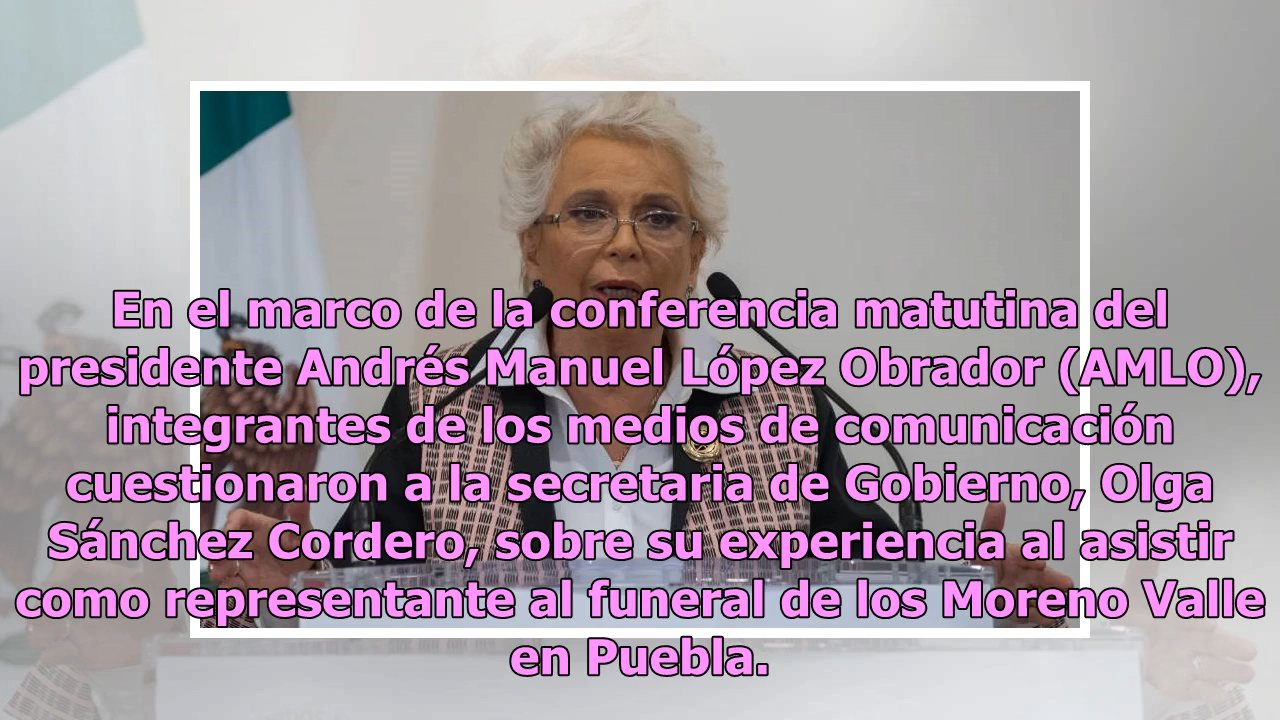 En el marco de la conferencia matutina del
presidente Andrés Manuel López Obrador (AMLO),
integrantes de los medios de comunicación
cuestionaron a la secretaria de Gobierno, Olga
Sánchez Cordero, sobre su experiencia al asistir
como representante al funeral de los Moreno Valle
en Puebla.